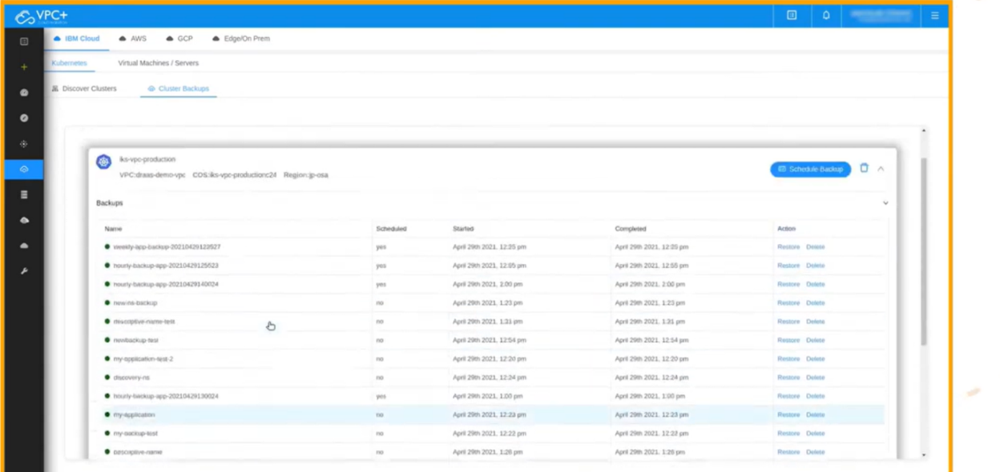 VPC+
IBM Cloud AWS GCP Edge/On Prem
Kubernetes Virtual Machines / Servers
Discover Clusters Cluster Backups
iks-vpc-production
VPC:draas-demo-vpc COS:iks-vpc-productionc24 Region:jp-osa
Schedule Backup
Backups
Name Scheduled Started Completed Action
weekly-app-backup-20210429123527 yes April 29th 2021, 12:35 pm April 29th 2021, 12:35 pm Restore Delete
hourly-backup-app-20210429125523 yes April 29th 2021, 12:55 pm April 29th 2021, 12:55 pm Restore Delete
hourly-backup-app-20210429140024 yes April 29th 2021, 2:00 pm April 29th 2021, 2:00 pm Restore Delete
new-ns-backup no April 29th 2021, 1:23 pm April 29th 2021, 1:23 pm Restore Delete
descriptive-name-test no April 29th 2021, 1:31 pm April 29th 2021, 1:31 pm Restore Delete
newbackup-test no April 29th 2021, 12:54 pm April 29th 2021, 12:54 pm Restore Delete
my-application-test-2 no April 29th 2021, 12:20 pm April 29th 2021, 12:20 pm Restore Delete
discovery-ns no April 29th 2021, 12:24 pm April 29th 2021, 12:24 pm Restore Delete
hourly-backup-app-20210429130024 yes April 29th 2021, 1:00 pm April 29th 2021, 1:00 pm Restore Delete
my-application no April 29th 2021, 12:23 pm April 29th 2021, 12:23 pm Restore Delete
my-backup-test no April 29th 2021, 12:22 pm April 29th 2021, 12:22 pm Restore Delete
descriptive-name no April 29th 2021, 1:26 pm April 29th 2021, 1:26 pm Restore Delete